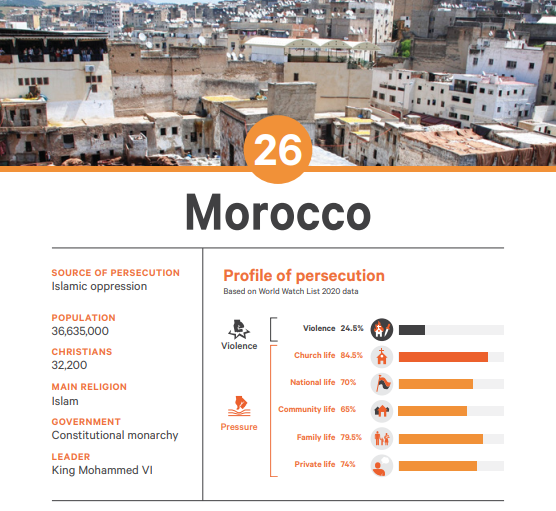 26
Morocco
SOURCE OF PERSECUTION
Islamic oppression
POPULATION
36,635,000
CHRISTIANS
32,200
MAIN RELIGION
Islam
GOVERNMENT
Constitutional monarchy
LEADER
King Mohammed VI
Profile of persecution
Based on World Watch List 2020 data
Violence
Violence 24.5%
Church life 84.5%
National life 70%
Community life 65%
Pressure
Family life 79.5%
Private life 74%